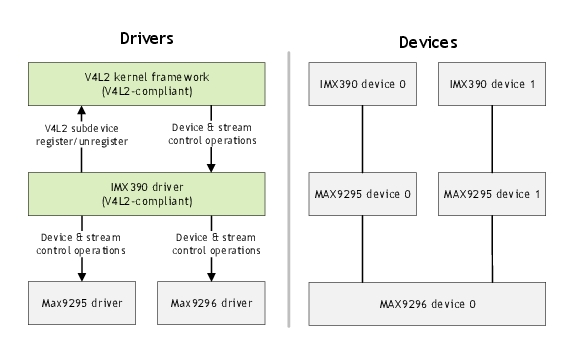 Drivers
V4L2 kernel framework
(V4L2-compliant)
V4L2 subdevice
register/unregister
Device & stream
control operations
IMX390 driver
(V4L2-compliant)
Device & stream
control operations
Device & stream
control operations
Max9295 driver
Max9296 driver
Devices
IMX390 device 0
IMX390 device 1
MAX9295 device 0
MAX9295 device 1
MAX9296 device 0